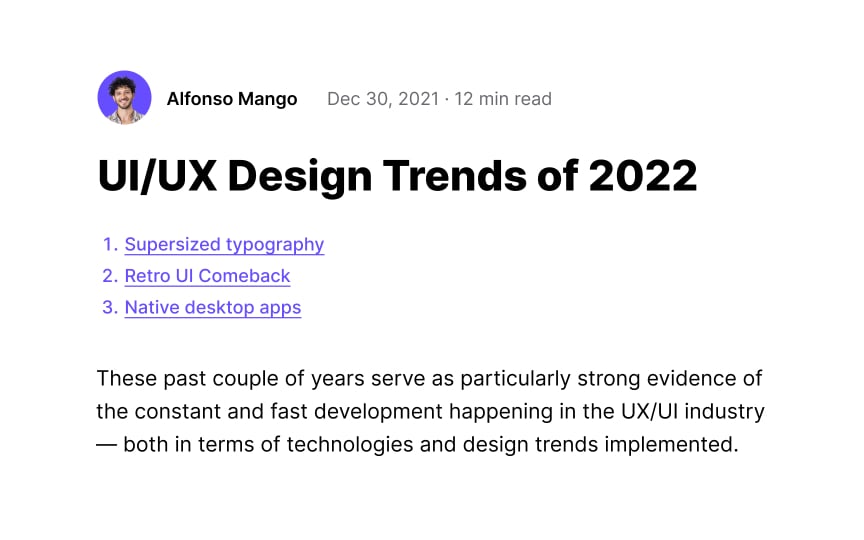 Alfonso Mango Dec 30, 2021 · 12 min read
UI/UX Design Trends of 2022
1. Supersized typography
2. Retro UI Comeback
3. Native desktop apps
These past couple of years serve as particularly strong evidence of
the constant and fast development happening in the UX/UI industry
— both in terms of technologies and design trends implemented.